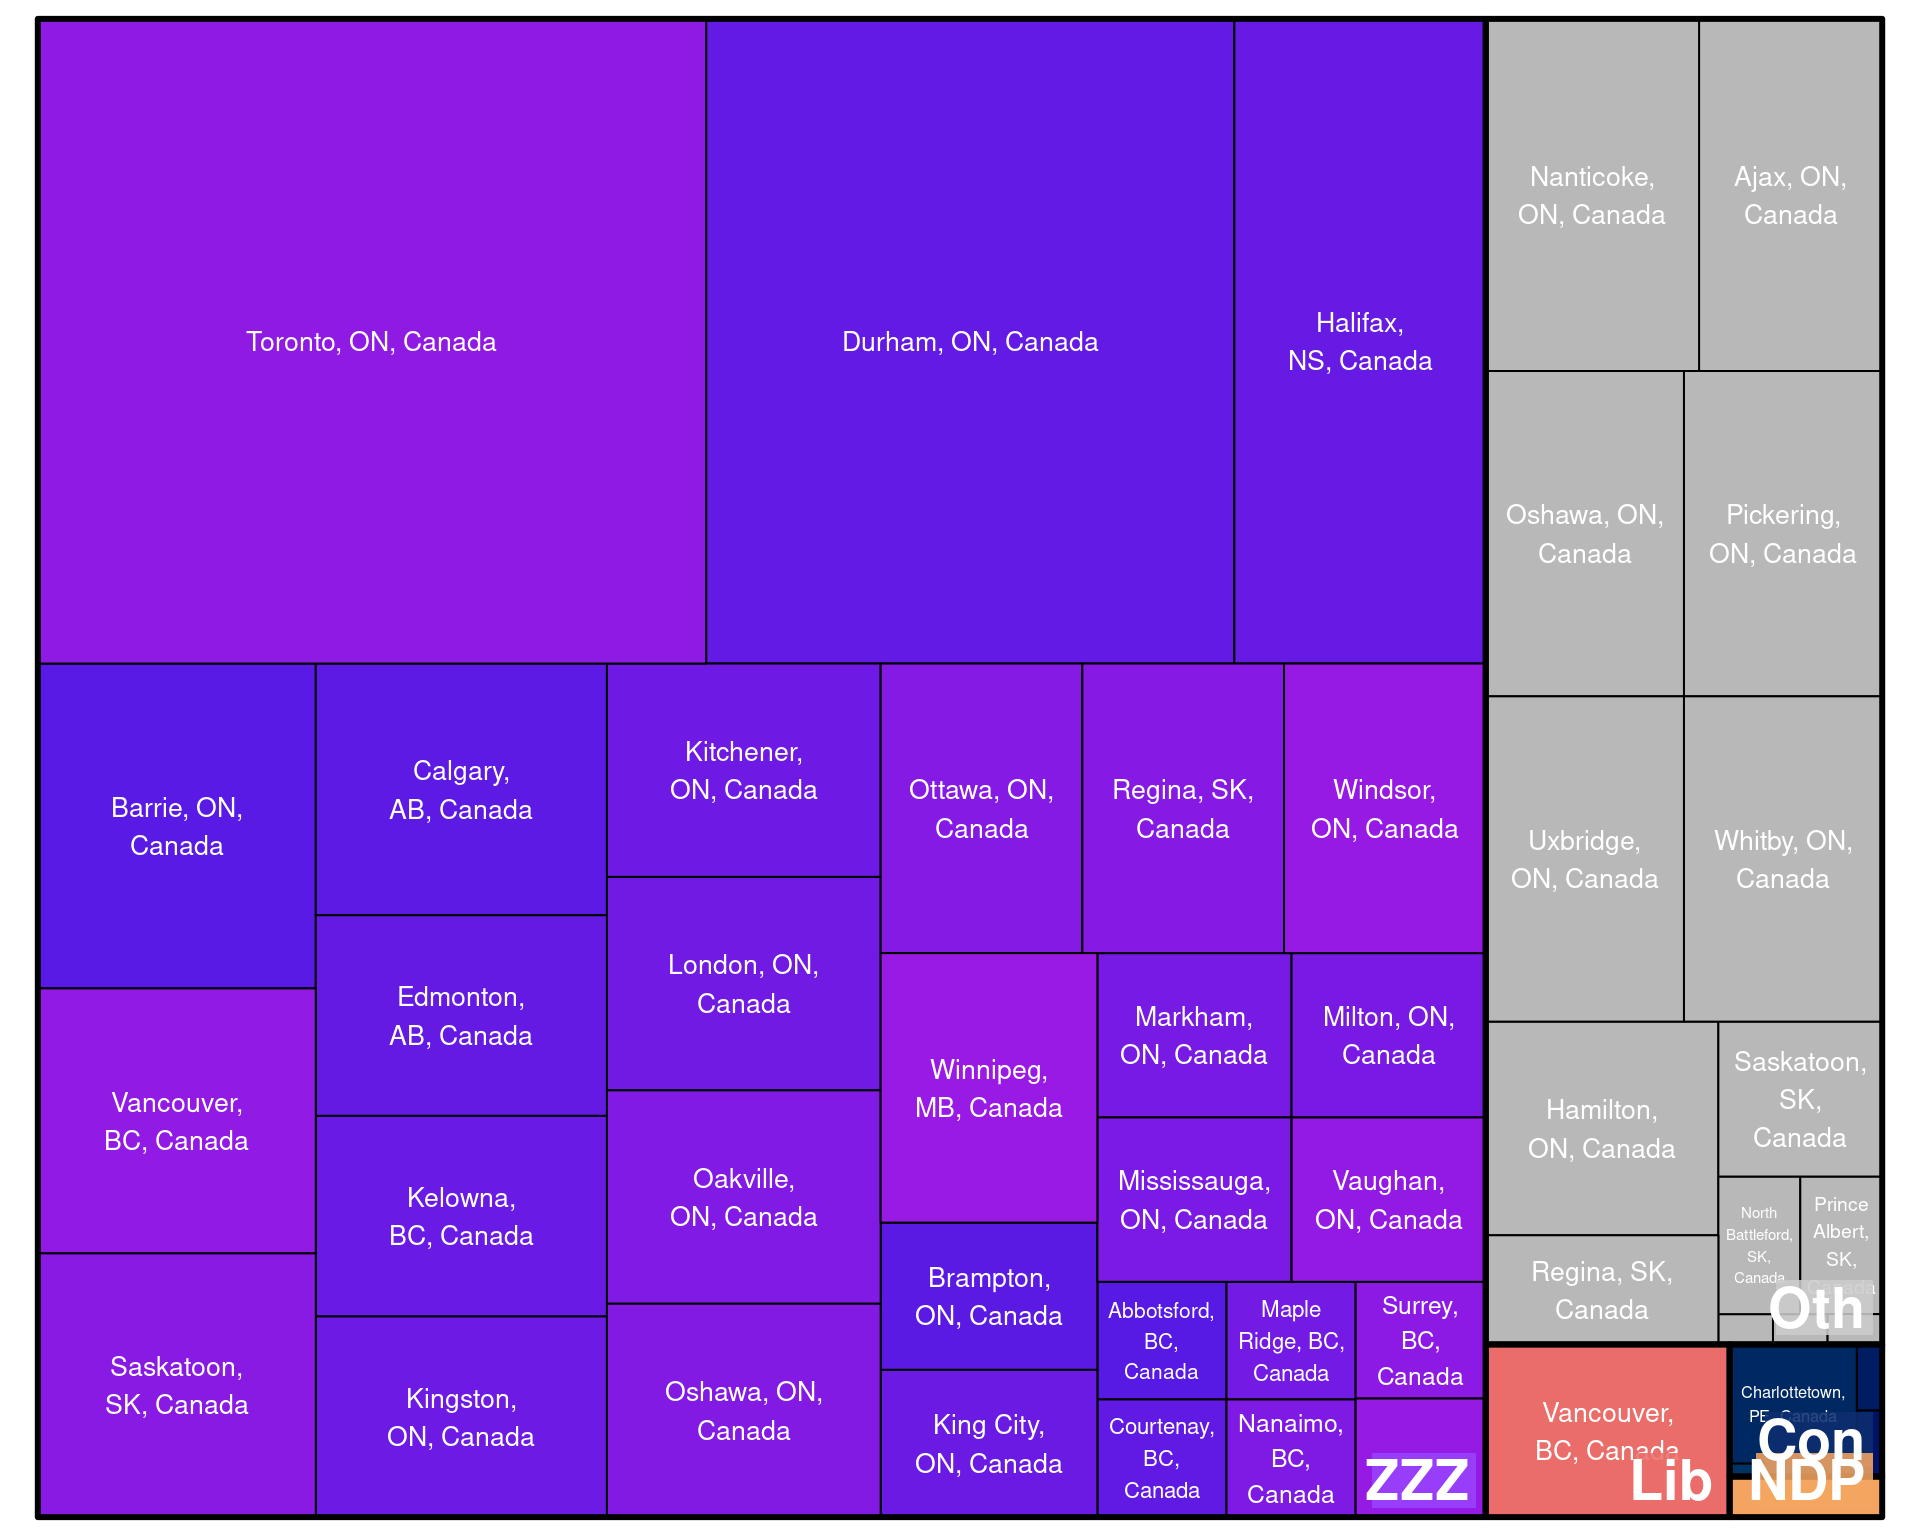 Toronto, ON, Canada
Durham, ON, Canada
Halifax,
NS, Canada
Barrie, ON,
Canada
Vancouver,
BC, Canada
Saskatoon,
SK, Canada
Calgary,
AB, Canada
Edmonton,
AB, Canada
Kelowna,
BC, Canada
Kingston,
ON, Canada
Kitchener,
ON, Canada
London, ON,
Canada
Oakville,
ON, Canada
Oshawa, ON,
Canada
Ottawa, ON,
Canada
Regina, SK,
Canada
Windsor,
ON, Canada
Winnipeg,
MB, Canada
Brampton,
ON, Canada
King City,
ON, Canada
Markham,
ON, Canada
Milton, ON,
Canada
Mississauga,
ON, Canada
Vaughan,
ON, Canada
Abbotsford,
BC,
Canada
Maple
Ridge, BC,
Canada
Surrey,
BC,
Canada
Courtenay,
BC,
Canada
Nanaimo,
BC,
Canada
ZZZ
Nanticoke,
ON, Canada
Ajax, ON,
Canada
Oshawa, ON,
Canada
Pickering,
ON, Canada
Uxbridge,
ON, Canada
Whitby, ON,
Canada
Hamilton,
ON, Canada
Regina, SK,
Canada
Saskatoon,
SK,
Canada
North
Battleford,
SK,
Canada
Prince
Albert,
SK,
Canada
Oth
Vancouver,
BC, Canada
Lib
Charlottetown,
PE, Canada
Con
NDP